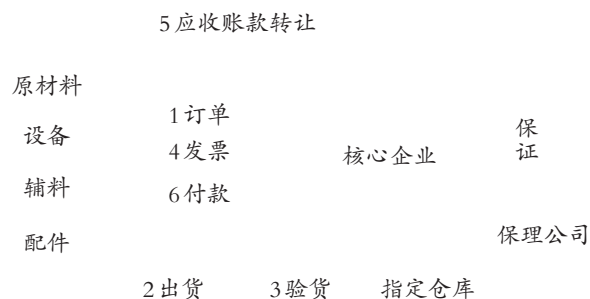 5应收账款转让
原材料
1订单
设备
保
4发票
核心企业
证
辅料
6付款
配件
保理公司
2出货 3验货 指定仓库